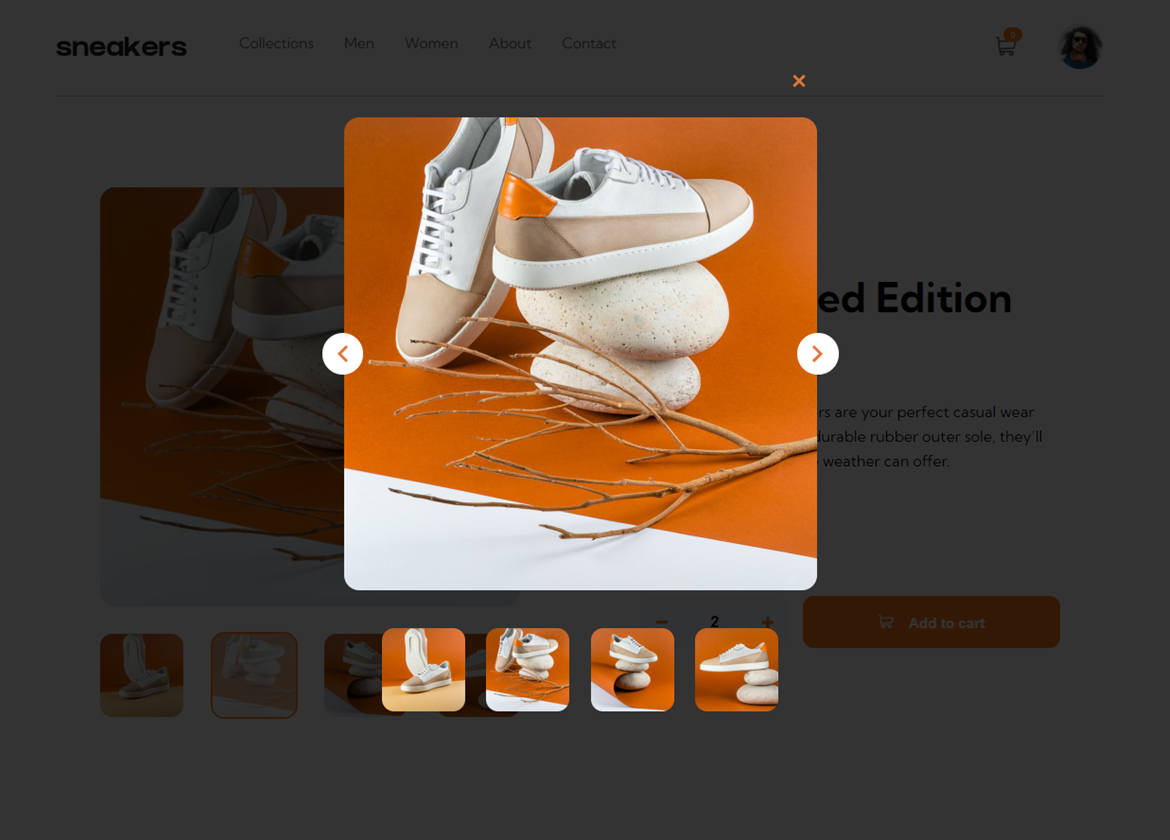 sneakers
Collections
Men
Women
About
Contact
0
×
ed Edition
rs are your perfect casual wear
durable rubber outer sole, they’ll
weather can offer.
−
2
+
Add to cart